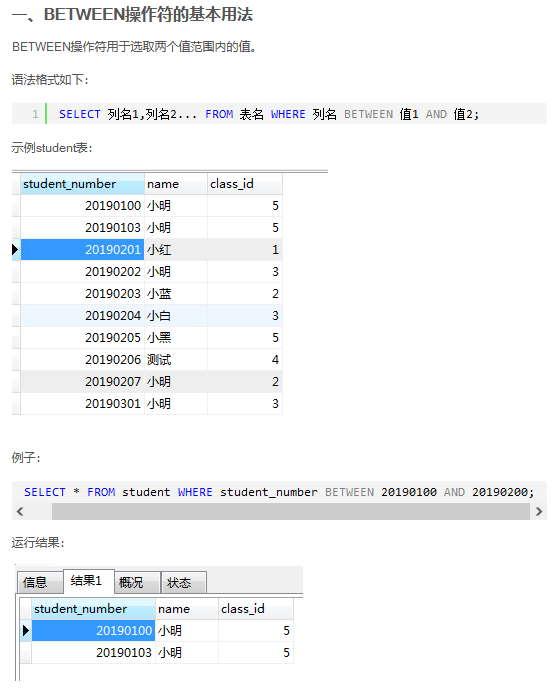 一、BETWEEN操作符的基本用法
BETWEEN操作符用于选取两个值范围内的值。
语法格式如下：
1 SELECT 列名1,列名2... FROM 表名 WHERE 列名 BETWEEN 值1 AND 值2;
示例student表：
student_number name class_id
20190100 小明 5
20190103 小明 5
20190201 小红 1
20190202 小明 3
20190203 小蓝 2
20190204 小白 3
20190205 小黑 5
20190206 测试 4
20190207 小明 2
20190301 小明 3
例子：
SELECT * FROM student WHERE student_number BETWEEN 20190100 AND 20190200;
运行结果：
信息 结果1 概况 状态
student_number name class_id
20190100 小明 5
20190103 小明 5